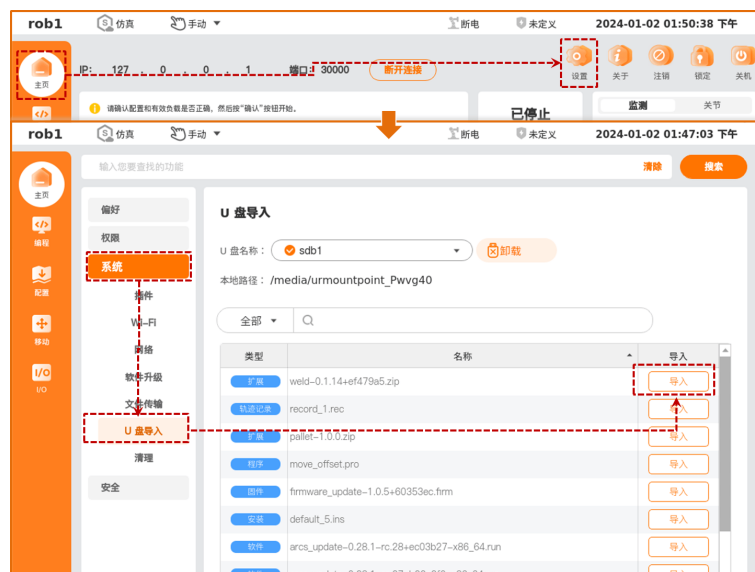 rob1 仿真 手动 断电 未定义 2024-01-02 01:50:38 下午
主页
IP: 127 . 0 . 0 . 1 端口: 30000 断开连接
设置 关于 注销 锁定 关机
请确认配置和有效负载是否正确, 然后按“确认”按钮开始。
已停止
监测 关节
rob1 仿真 手动 断电 未定义 2024-01-02 01:47:03 下午
主页
编程
配置
移动
I/O
I/O
输入您要查找的功能 清除 搜索
偏好
权限
系统
插件
Wi-Fi
网络
软件升级
文件传输
U 盘导入
清理
安全
U 盘导入
U 盘名称: sdb1 卸载
本地路径: /media/urmountpoint_Pwvg40
全部
类型 名称 导入
扩展 weld-0.1.14+ef479a5.zip 导入
轨迹记录 record_1.rec 导入
扩展 pallet-1.0.0.zip 导入
程序 move_offset.pro 导入
固件 firmware_update-1.0.5+60353ec.firm 导入
安装 default_5.ins 导入
软件 arcs_update-0.28.1-rc.28+ec03b27-x86_64.run 导入